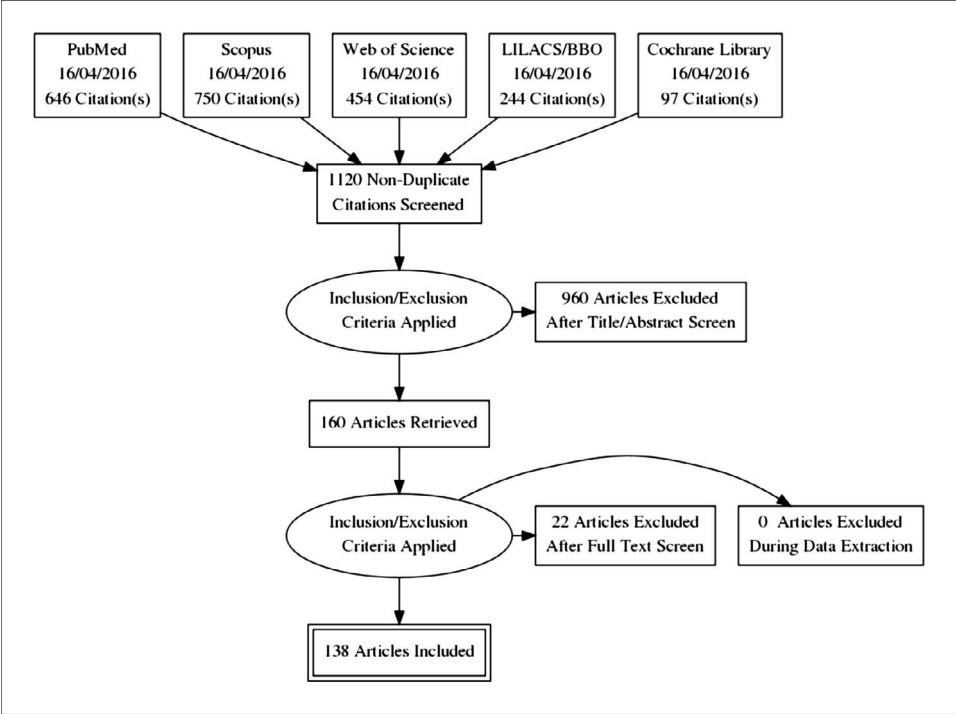 PubMed
16/04/2016
646 Citation(s)
Scopus
16/04/2016
750 Citation(s)
Web of Science
16/04/2016
454 Citation(s)
LILACS/BBO
16/04/2016
244 Citation(s)
Cochrane Library
16/04/2016
97 Citation(s)
1120 Non-Duplicate
Citations Screened
Inclusion/Exclusion
Criteria Applied
960 Articles Excluded
After Title/Abstract Screen
160 Articles Retrieved
Inclusion/Exclusion
Criteria Applied
22 Articles Excluded
After Full Text Screen
0 Articles Excluded
During Data Extraction
138 Articles Included